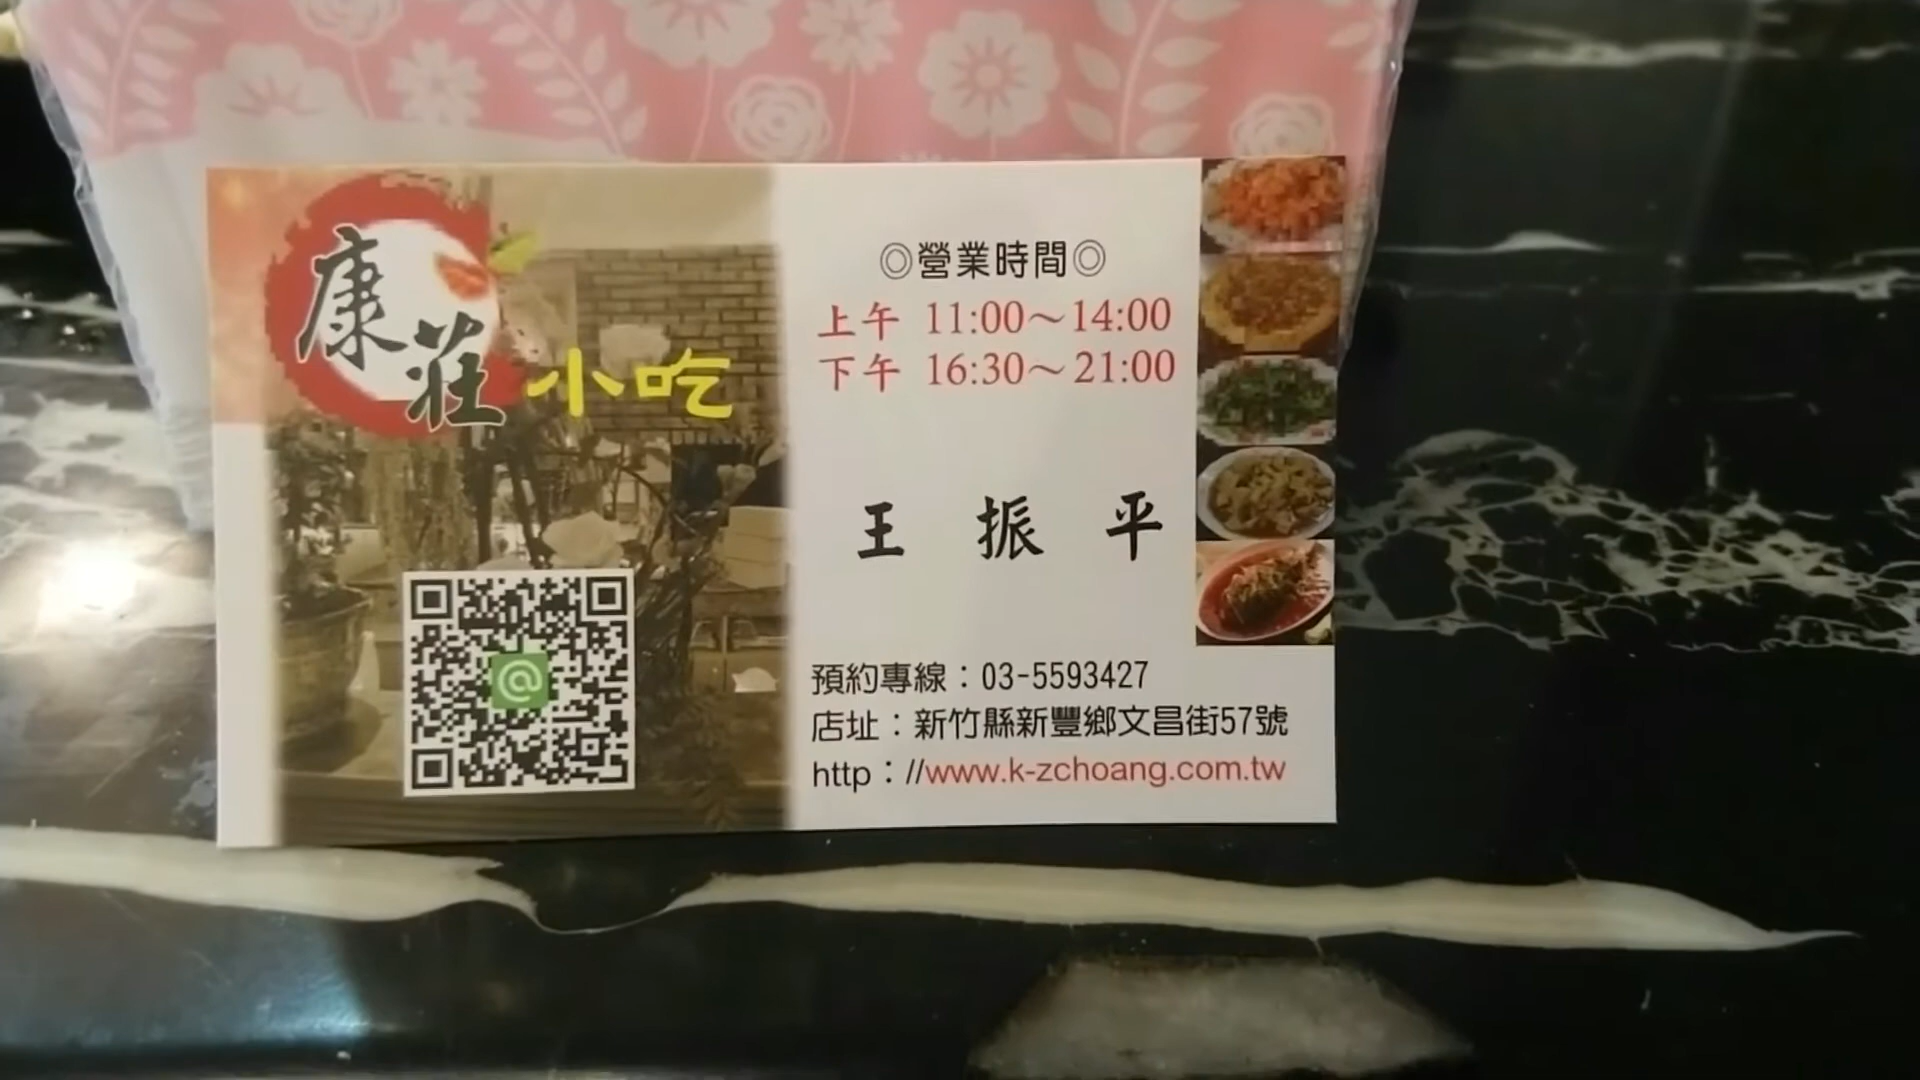 康莊小吃
◎營業時間◎
上午 11:00～14:00
下午 16:30～21:00
王 振 平
預約專線：03-5593427
店址：新竹縣新豐鄉文昌街57號
http：//www.k-zchoang.com.tw
@